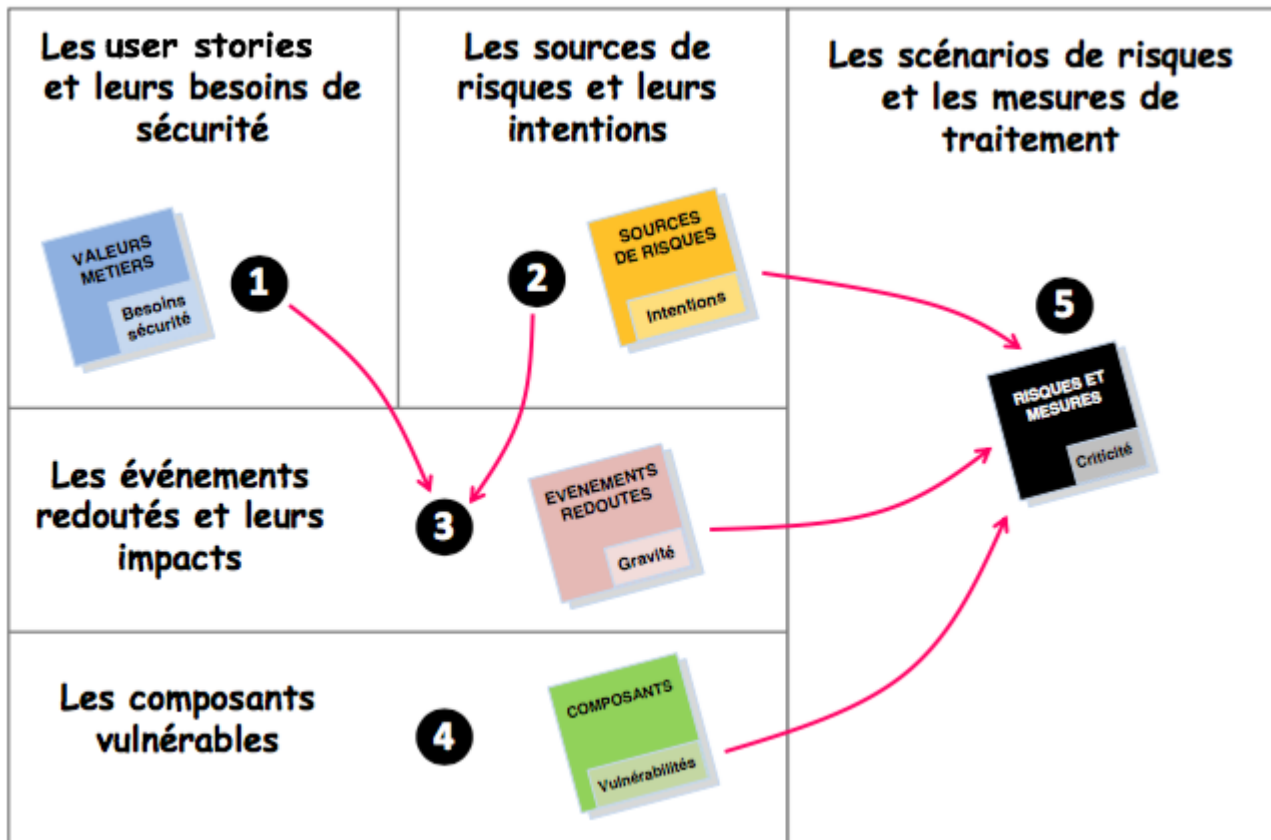 Les user stories
et leurs besoins de
sécurité
VALEURS
METIERS
Besoins
sécurité
1
Les sources de
risques et leurs
intentions
2
SOURCES
DE RISQUES
Intentions
Les scénarios de risques
et les mesures de
traitement
5
RISQUES ET
MESURES
Criticité
Les événements
redoutés et leurs
impacts
3
EVENEMENTS
REDOUTES
Gravité
Les composants
vulnérables
4
COMPOSANTS
Vulnérabilités